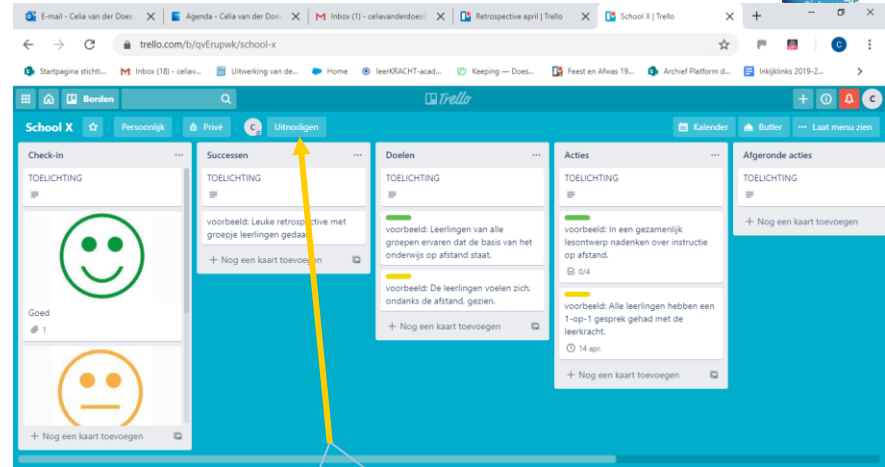 E-mail - Celia van der Does -
Agenda - Celia van der Does
Inbox (1) - celiavanderdoes@
Retrospective april | Trello
School X | Trello
trello.com/b/qvErupwk/school-x
C
Startpagina stichti...
Inbox (18) - celiav...
Uitwerking van de...
Home
leerKRACHT-acad...
Keeping — Does...
Feest en Afwas 19...
Archief Platform d...
Inkijklinks 2019-2...
Borden
Trello
C
School X
Persoonlijk
Privé
C
Uitnodigen
Kalender
Butler
Laat menu zien
Check-in
TOELICHTING
Goed
1
+ Nog een kaart toevoegen
Successen
TOELICHTING
voorbeeld: Leuke retrospective met
groepje leerlingen gedaan
+ Nog een kaart toevoegen
Doelen
TOELICHTING
voorbeeld: Leerlingen van alle
groepen ervaren dat de basis van het
onderwijs op afstand staat.
voorbeeld: De leerlingen voelen zich,
ondanks de afstand, gezien.
+ Nog een kaart toevoegen
Acties
TOELICHTING
voorbeeld: In een gezamenlijk
lesontwerp nadenken over instructie
op afstand.
0/4
voorbeeld: Alle leerlingen hebben een
1-op-1 gesprek gehad met de
leerkracht.
14 apr.
+ Nog een kaart toevoegen
Afgeronde acties
TOELICHTING
+ Nog een kaart toevoegen